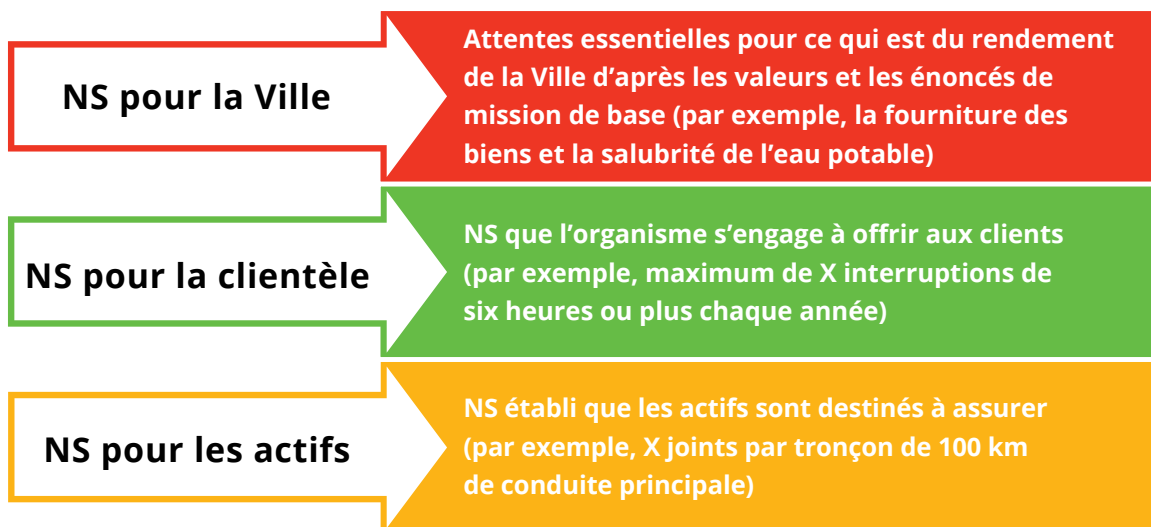 NS pour la Ville
Attentes essentielles pour ce qui est du rendement
de la Ville d’après les valeurs et les énoncés de
mission de base (par exemple, la fourniture des
biens et la salubrité de l’eau potable)
NS pour la clientèle
NS que l’organisme s’engage à offrir aux clients
(par exemple, maximum de X interruptions de
six heures ou plus chaque année)
NS pour les actifs
NS établi que les actifs sont destinés à assurer
(par exemple, X joints par tronçon de 100 km
de conduite principale)